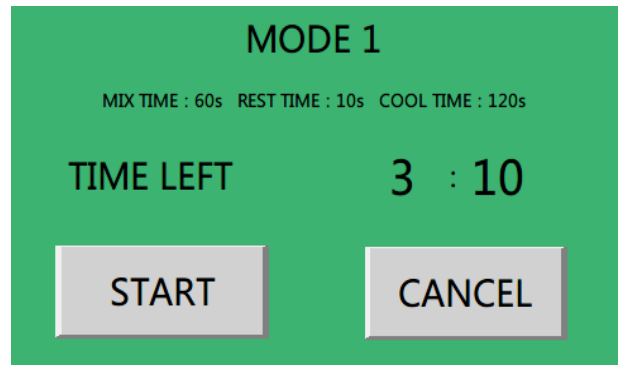 MODE 1
MIX TIME : 60s REST TIME : 10s COOL TIME : 120s
TIME LEFT 3 : 10
START CANCEL